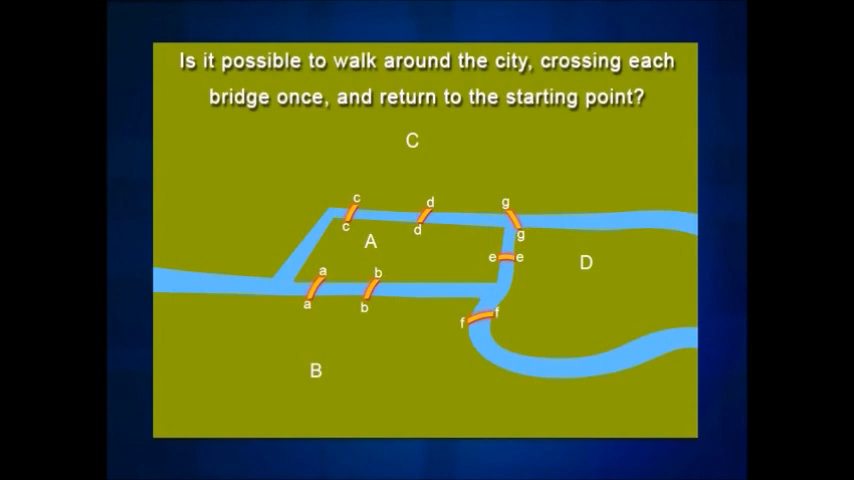 Is it possible to walk around the city, crossing each
bridge once, and return to the starting point?
C
c
d
g
c
d
g
A
e
e
D
a
b
a
b
f
f
B